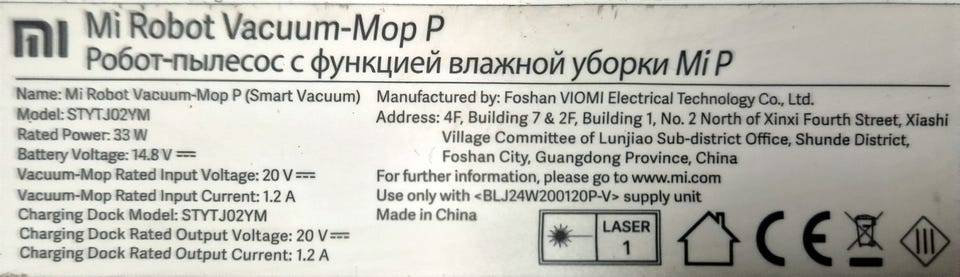 mi
Mi Robot Vacuum-Mop P
Робот-пылесос с функцией влажной уборки Mi P
Name: Mi Robot Vacuum-Mop P (Smart Vacuum)
Model: STYTJ02YM
Rated Power: 33 W
Battery Voltage: 14.8 V ⎓
Vacuum-Mop Rated Input Voltage: 20 V ⎓
Vacuum-Mop Rated Input Current: 1.2 A
Charging Dock Model: STYTJ02YM
Charging Dock Rated Output Voltage: 20 V ⎓
Charging Dock Rated Output Current: 1.2 A
Manufactured by: Foshan VIOMI Electrical Technology Co., Ltd.
Address: 4F, Building 7 & 2F, Building 1, No. 2 North of Xinxi Fourth Street, Xiashi
Village Committee of Lunjiao Sub-district Office, Shunde District,
Foshan City, Guangdong Province, China
For further information, please go to www.mi.com
Use only with <BLJ24W200120P-V> supply unit
Made in China
LASER
1
CE
III